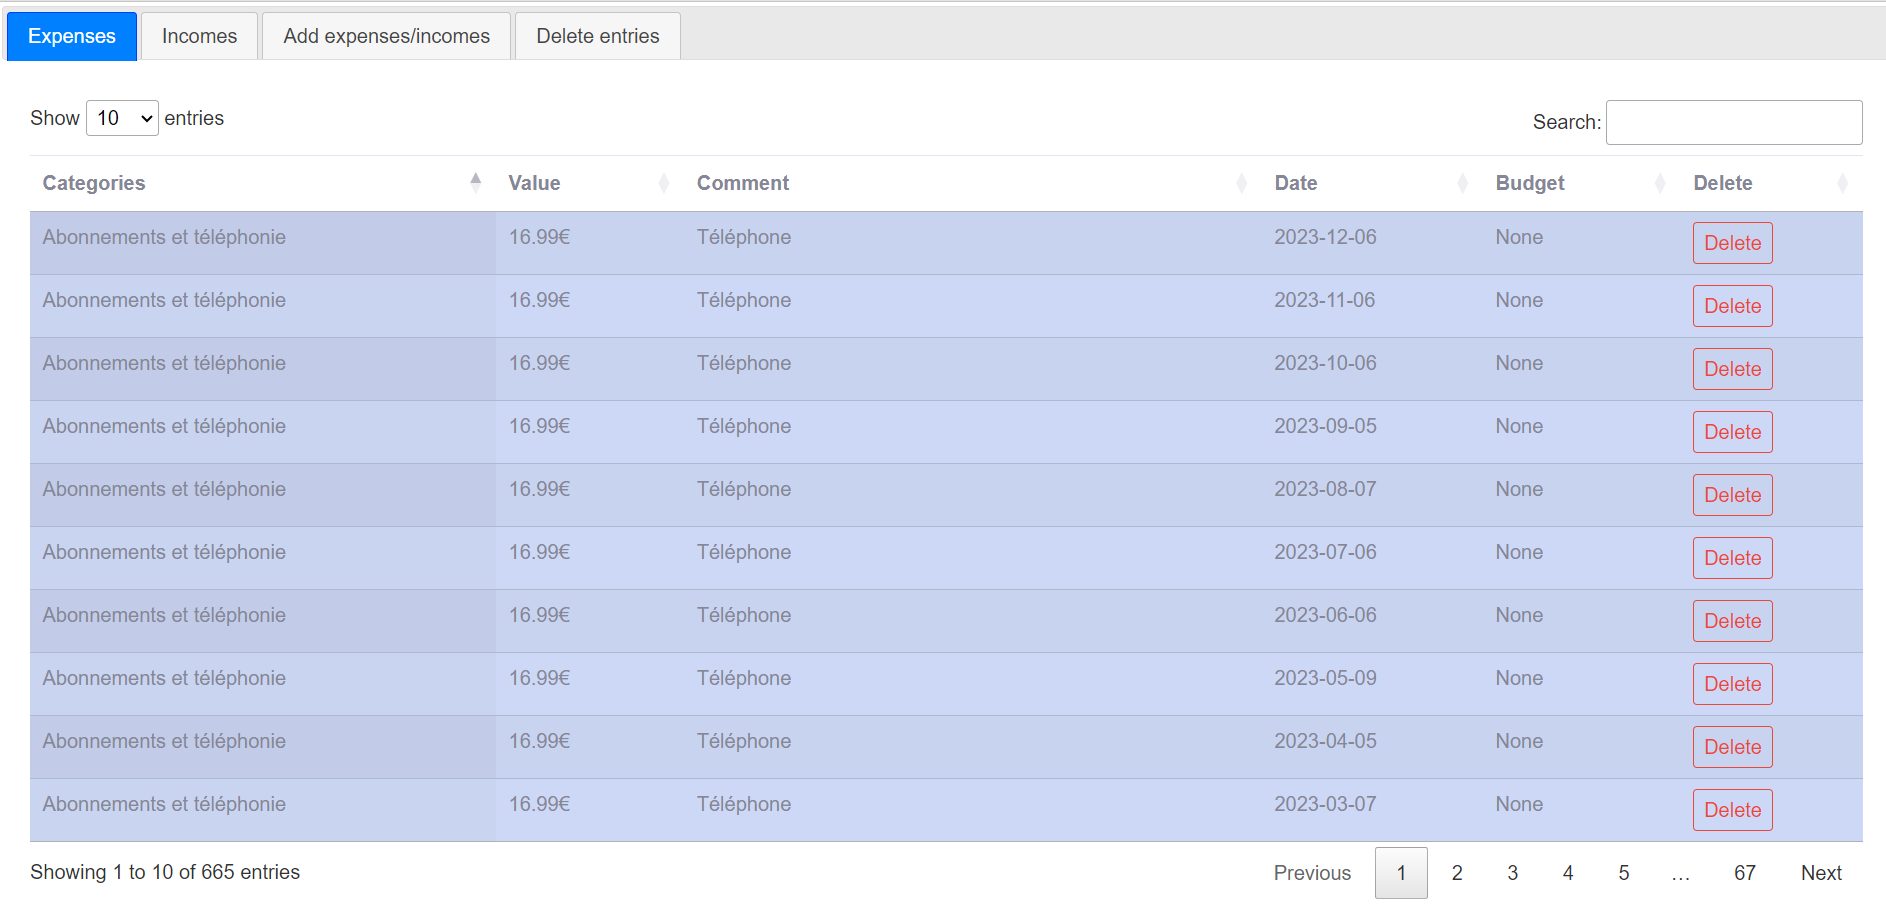 Expenses Incomes Add expenses/incomes Delete entries
Show 10 entries Search:
Categories Value Comment Date Budget Delete
Abonnements et téléphonie 16.99€ Téléphone 2023-12-06 None Delete
Abonnements et téléphonie 16.99€ Téléphone 2023-11-06 None Delete
Abonnements et téléphonie 16.99€ Téléphone 2023-10-06 None Delete
Abonnements et téléphonie 16.99€ Téléphone 2023-09-05 None Delete
Abonnements et téléphonie 16.99€ Téléphone 2023-08-07 None Delete
Abonnements et téléphonie 16.99€ Téléphone 2023-07-06 None Delete
Abonnements et téléphonie 16.99€ Téléphone 2023-06-06 None Delete
Abonnements et téléphonie 16.99€ Téléphone 2023-05-09 None Delete
Abonnements et téléphonie 16.99€ Téléphone 2023-04-05 None Delete
Abonnements et téléphonie 16.99€ Téléphone 2023-03-07 None Delete
Showing 1 to 10 of 665 entries Previous 1 2 3 4 5 … 67 Next